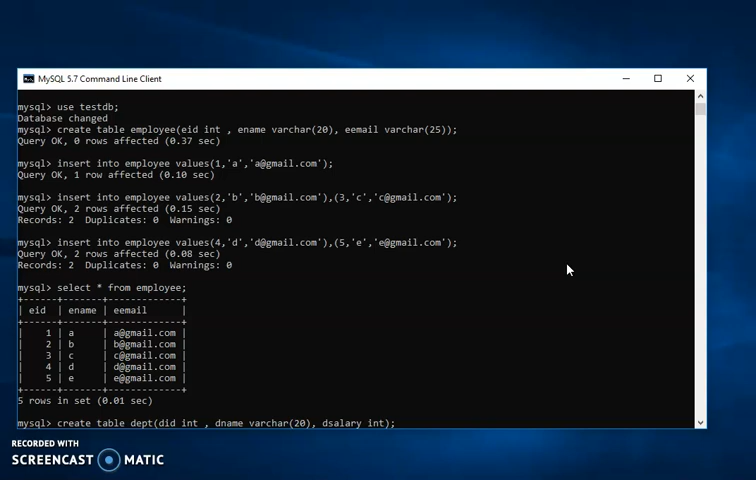 MySQL 5.7 Command Line Client
mysql> use testdb;
Database changed
mysql> create table employee(eid int , ename varchar(20), eemail varchar(25));
Query OK, 0 rows affected (0.37 sec)
mysql> insert into employee values(1,'a','a@gmail.com');
Query OK, 1 row affected (0.10 sec)
mysql> insert into employee values(2,'b','b@gmail.com'),(3,'c','c@gmail.com');
Query OK, 2 rows affected (0.15 sec)
Records: 2  Duplicates: 0  Warnings: 0
mysql> insert into employee values(4,'d','d@gmail.com'),(5,'e','e@gmail.com');
Query OK, 2 rows affected (0.08 sec)
Records: 2  Duplicates: 0  Warnings: 0
mysql> select * from employee;
+------+-------+-------------+
| eid  | ename | eemail      |
+------+-------+-------------+
|    1 | a     | a@gmail.com |
|    2 | b     | b@gmail.com |
|    3 | c     | c@gmail.com |
|    4 | d     | d@gmail.com |
|    5 | e     | e@gmail.com |
+------+-------+-------------+
5 rows in set (0.01 sec)
mysql> create table dept(did int , dname varchar(20), dsalary int);
RECORDED WITH
SCREENCAST MATIC